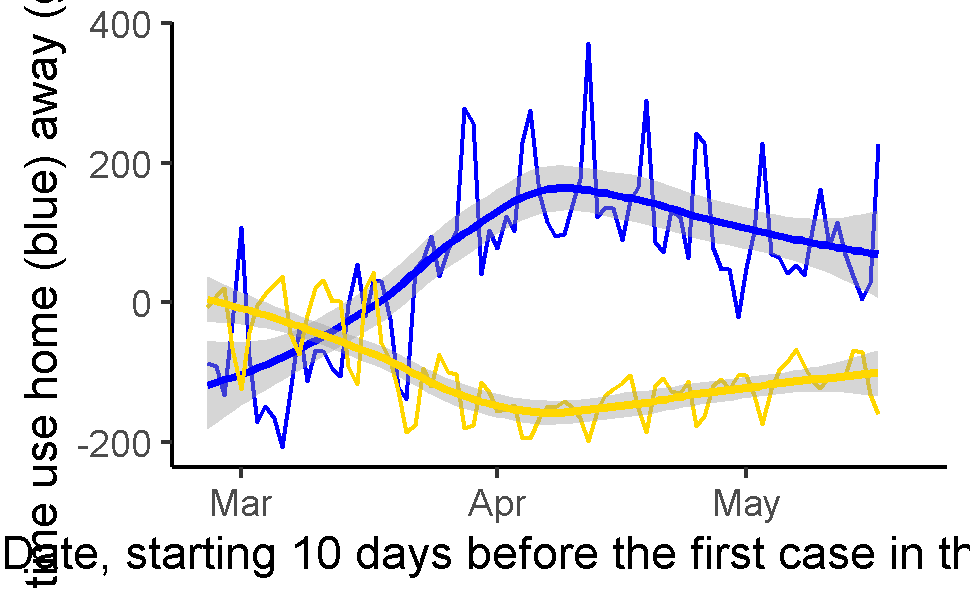 400
200
0
-200
time use home (blue) away (
Mar Apr May
Date, starting 10 days before the first case in th